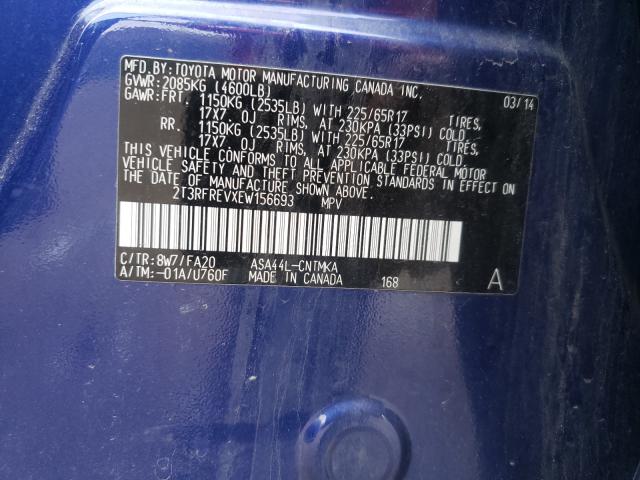 MFD.BY:TOYOTA MOTOR MANUFACTURING CANADA INC. 03/14
GVWR:2085KG (4600LB)
GAWR:FRT. 1150KG (2535LB) WITH 225/65R17 TIRES,
17X7. 0J RIMS, AT 230KPA (33PSI) COLD.
RR. 1150KG (2535LB) WITH 225/65R17 TIRES,
17X7. 0J RIMS, AT 230KPA (33PSI) COLD.
THIS VEHICLE CONFORMS TO ALL APPLICABLE FEDERAL MOTOR
VEHICLE SAFETY AND THEFT PREVENTION STANDARDS IN EFFECT ON
THE DATE OF MANUFACTURE SHOWN ABOVE.
2T3RFREVXEW156693 MPV
C/TR:8W7/FA20 ASA44L-CNTMKA
A/TM:-01A/U760F MADE IN CANADA 168 A